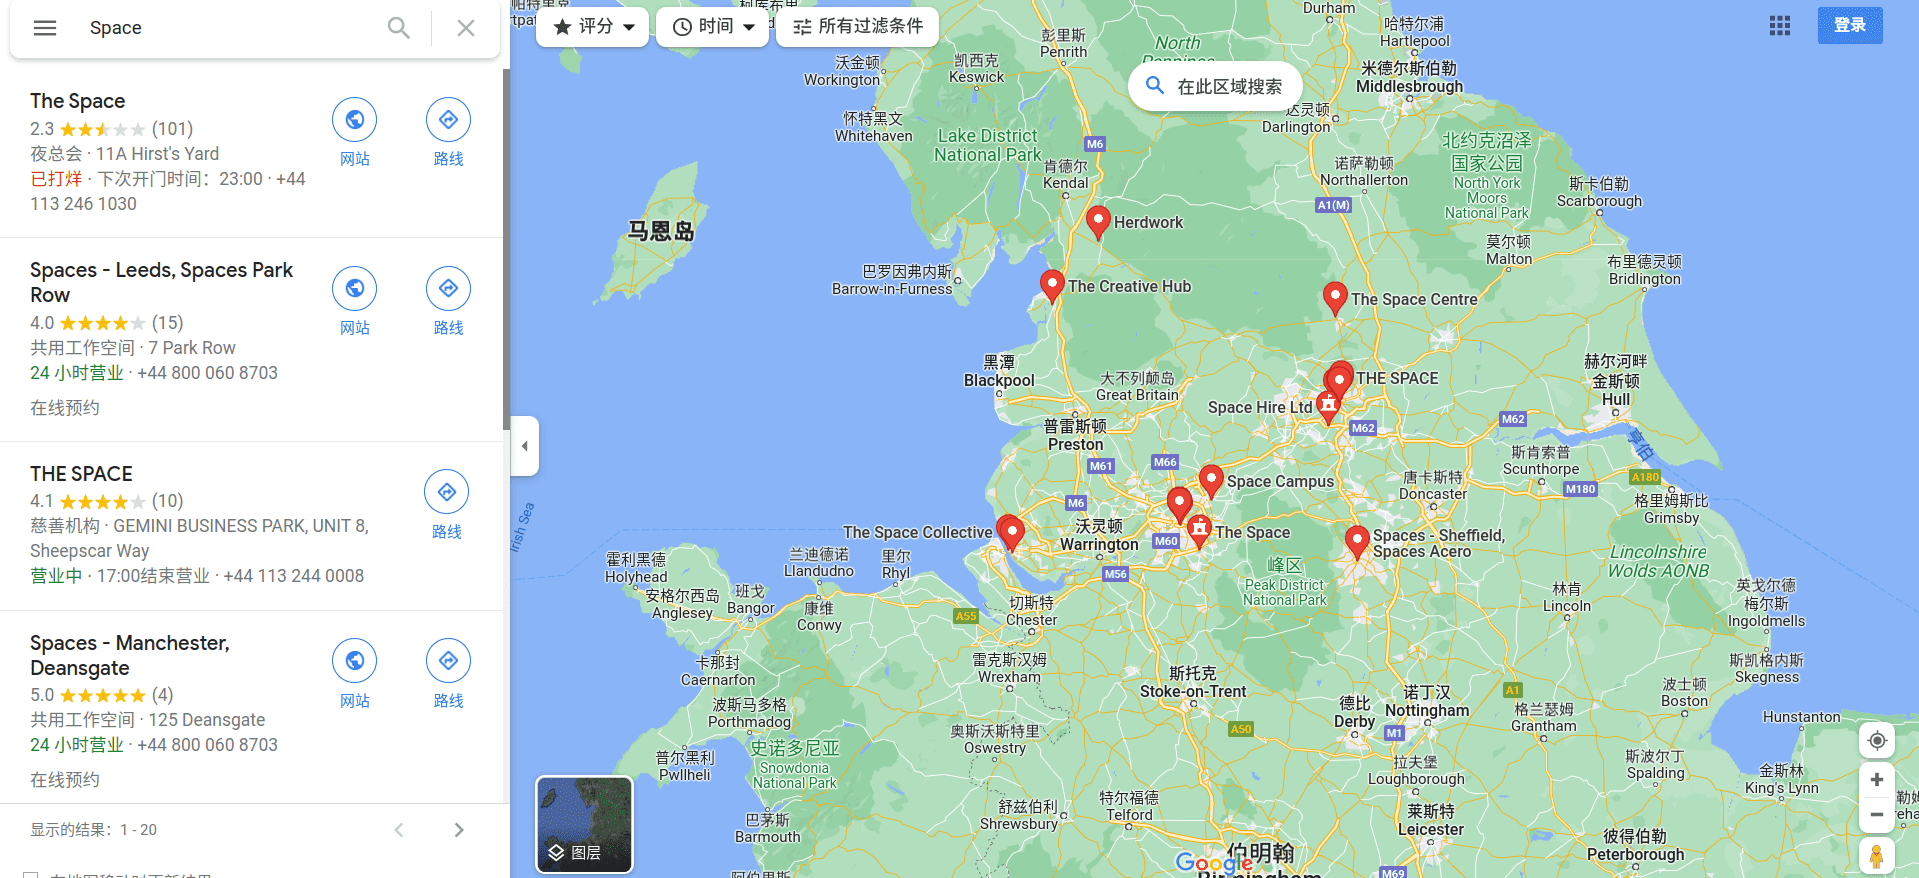 Space
The Space
2.3 (101)
夜总会 · 11A Hirst's Yard
已打烊 · 下次开门时间：23:00 · +44
113 246 1030
网站
路线
Spaces - Leeds, Spaces Park
Row
4.0 (15)
共用工作空间 · 7 Park Row
24 小时营业 · +44 800 060 8703
在线预约
网站
路线
THE SPACE
4.1 (10)
慈善机构 · GEMINI BUSINESS PARK, UNIT 8,
Sheepscar Way
营业中 · 17:00结束营业 · +44 113 244 0008
路线
Spaces - Manchester,
Deansgate
5.0 (4)
共用工作空间 · 125 Deansgate
24 小时营业 · +44 800 060 8703
在线预约
网站
路线
显示的结果：1 - 20
评分
时间
所有过滤条件
登录
在此区域搜索
Durham
哈特尔浦
Hartlepool
彭里斯
Penrith
North
沃金顿
Workington
凯西克
Keswick
米德尔斯伯勒
Middlesbrough
怀特黑文
Whitehaven
达灵顿
Darlington
Lake District
National Park
M6
肯德尔
Kendal
诺萨勒顿
Northallerton
北约克沼泽
国家公园
North York
Moors
National Park
斯卡伯勒
Scarborough
A1(M)
马恩岛
Herdwork
莫尔顿
Malton
巴罗因弗内斯
Barrow-in-Furness
The Creative Hub
The Space Centre
布里德灵顿
Bridlington
黑潭
Blackpool
大不列颠岛
Great Britain
THE SPACE
赫尔河畔
金斯顿
Hull
Space Hire Ltd
M62
M62
普雷斯顿
Preston
M61
M66
Space Campus
斯肯索普
Scunthorpe
亨伯
A180
M180
唐卡斯特
Doncaster
格里姆斯比
Grimsby
M6
The Space Collective
沃灵顿
Warrington
M60
The Space
Spaces - Sheffield,
Spaces Acero
Irish Sea
霍利黑德
Holyhead
兰迪德诺
Llandudno
里尔
Rhyl
M56
峰区
Peak District
National Park
Lincolnshire
Wolds AONB
安格尔西岛
Anglesey
班戈
Bangor
康维
Conwy
A55
切斯特
Chester
林肯
Lincoln
英戈尔德
梅尔斯
Ingoldmells
卡那封
Caernarfon
雷克斯汉姆
Wrexham
斯托克
Stoke-on-Trent
斯凯格内斯
Skegness
波斯马多格
Porthmadog
德比
Derby
诺丁汉
Nottingham
A1
格兰瑟姆
Grantham
波士顿
Boston
Hunstanton
奥斯沃斯特里
Oswestry
A50
M1
普尔黑利
Pwllheli
史诺多尼亚
Snowdonia
National Park
拉夫堡
Loughborough
斯波尔丁
Spalding
金斯林
King's Lynn
图层
巴茅斯
Barmouth
舒兹伯利
Shrewsbury
特尔福德
Telford
莱斯特
Leicester
彼得伯勒
Peterborough
Google
伯明翰
Birmingham
M69